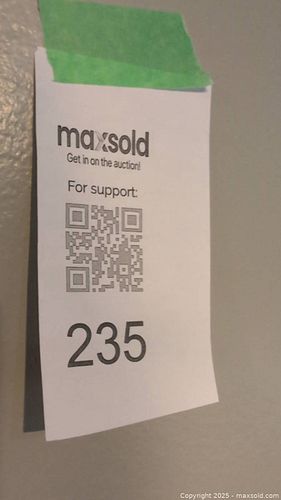 maxsold
Get in on the auction!
For support:
235
Copyright 2025 - maxsold.com